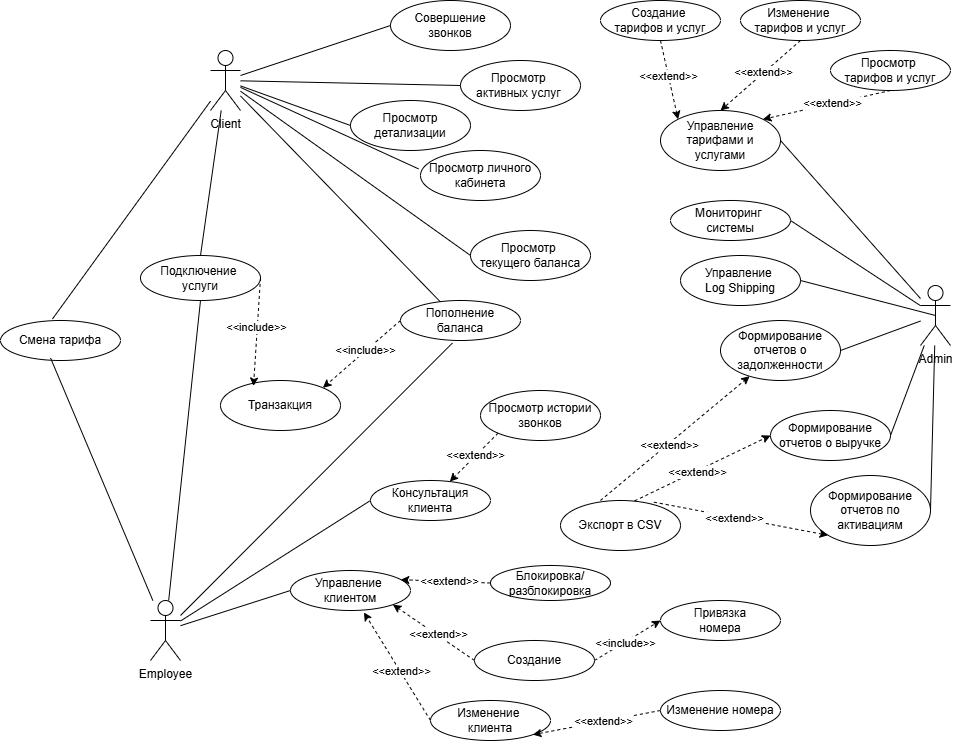 Совершение
звонков
Создание
тарифов и услуг
Изменение
тарифов и услуг
Просмотр
тарифов и услуг
<<extend>>
<<extend>>
<<extend>>
Client
Просмотр
активных услуг
Просмотр
детализации
Управление
тарифами и
услугами
Просмотр личного
кабинета
Мониторинг
системы
Просмотр
текущего баланса
Подключение
услуги
Управление
Log Shipping
Пополнение
баланса
<<include>>
Смена тарифа
<<include>>
Формирование
отчетов о
задолженности
Admin
Транзакция
Просмотр истории
звонков
Формирование
отчетов о выручке
<<extend>>
<<extend>>
<<extend>>
Консультация
клиента
Экспорт в CSV
<<extend>>
Формирование
отчетов по
активациям
Управление
клиентом
<<extend>>
Блокировка/
разблокировка
Привязка
номера
<<extend>>
<<include>>
Создание
Employee
<<extend>>
Изменение
клиента
<<extend>>
Изменение номера